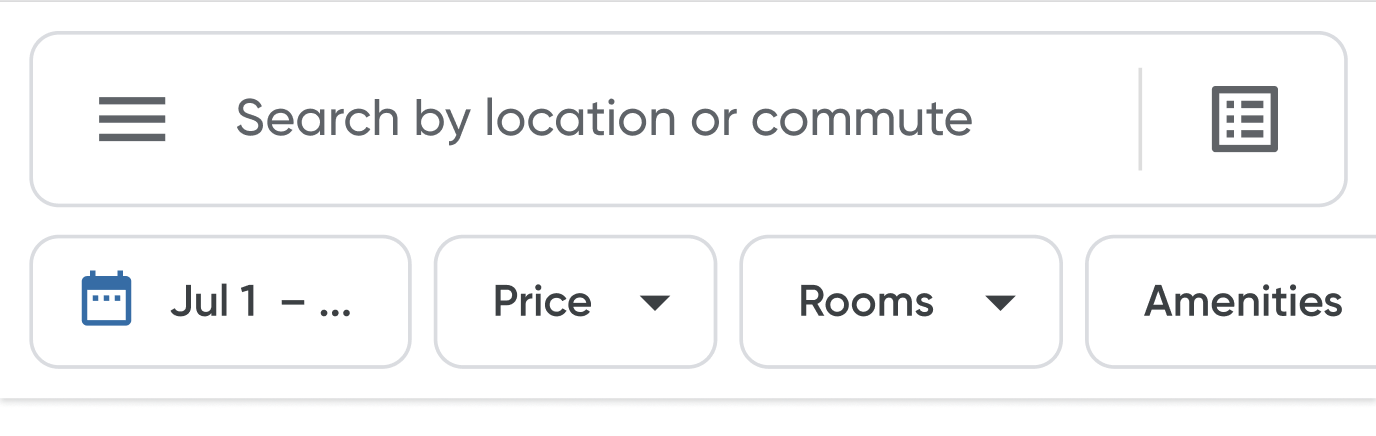 Search by location or commute
Jul 1 – ... Price Rooms Amenities